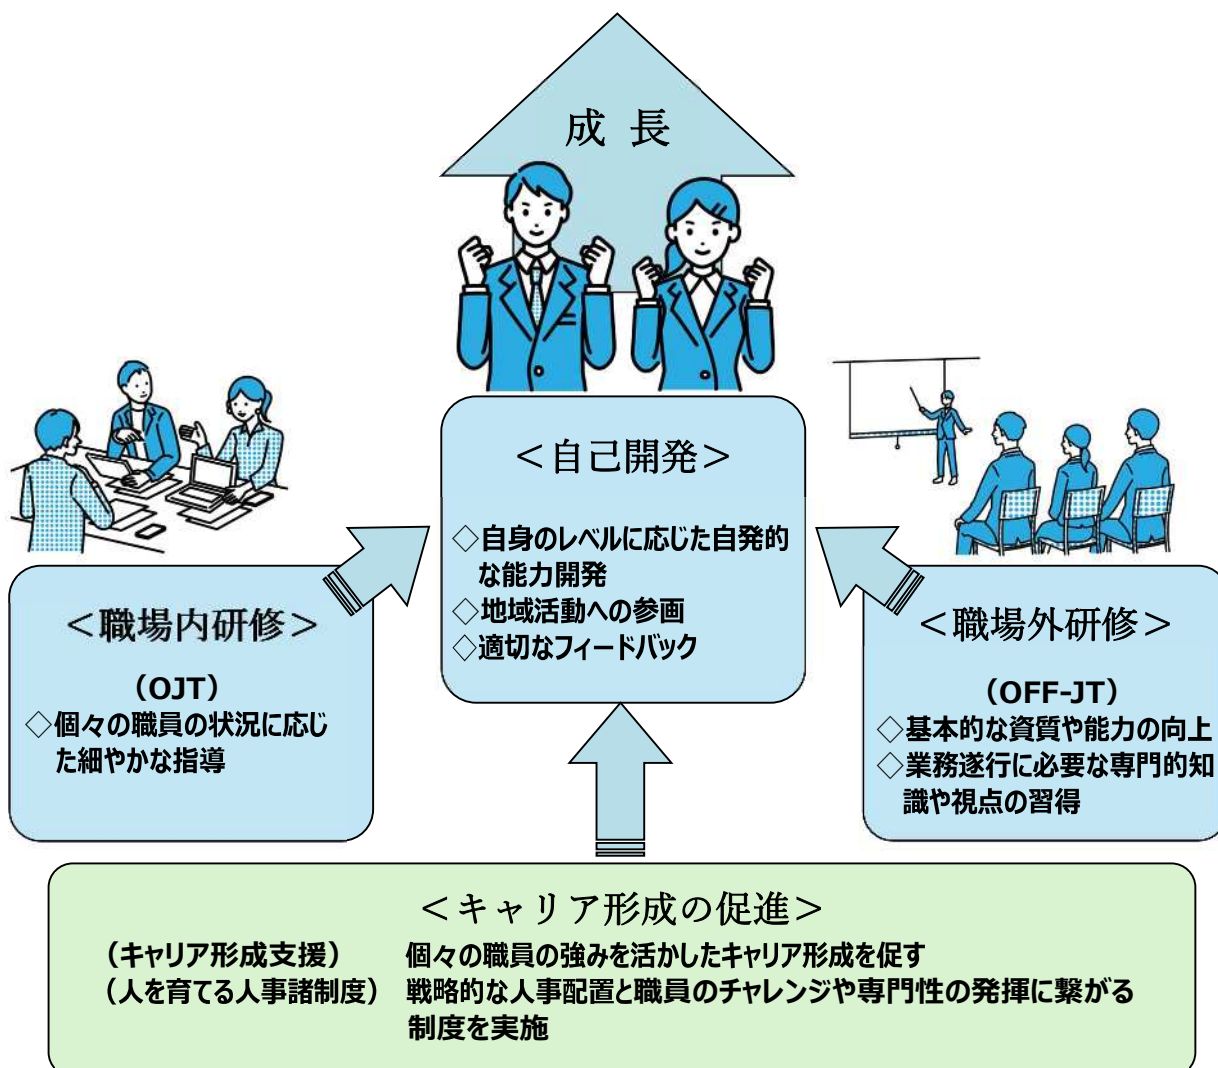 成 長
＜自己開発＞
◇自身のレベルに応じた自発的
な能力開発
◇地域活動への参画
◇適切なフィードバック
＜職場内研修＞
（OJT）
◇個々の職員の状況に応じ
た細やかな指導
＜職場外研修＞
（OFF-JT）
◇基本的な資質や能力の向上
◇業務遂行に必要な専門的知
識や視点の習得
＜キャリア形成の促進＞
（キャリア形成支援） 個々の職員の強みを活かしたキャリア形成を促す
（人を育てる人事諸制度） 戦略的な人事配置と職員のチャレンジや専門性の発揮に繋がる
制度を実施